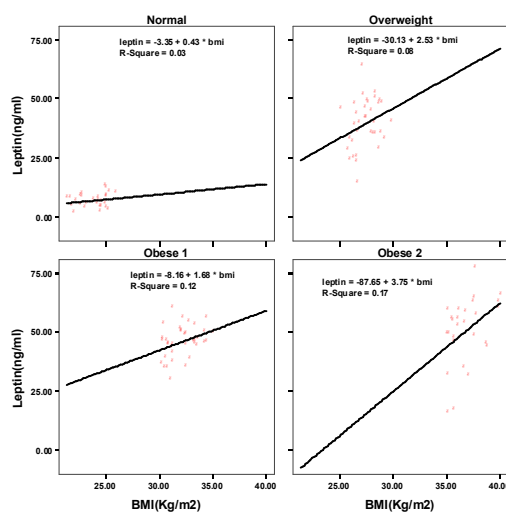 Normal
Overweight
leptin = -3.35 + 0.43 * bmi
R-Square = 0.03
leptin = -30.13 + 2.53 * bmi
R-Square = 0.08
75.00
50.00
25.00
0.00
Leptin(ng/ml)
Obese 1
Obese 2
leptin = -8.16 + 1.68 * bmi
R-Square = 0.12
leptin = -87.65 + 3.75 * bmi
R-Square = 0.17
75.00
50.00
25.00
0.00
Leptin(ng/ml)
25.00 30.00 35.00 40.00
25.00 30.00 35.00 40.00
BMI(Kg/m2)
BMI(Kg/m2)